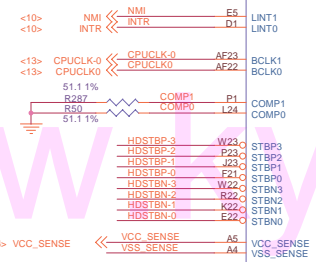 <10> NMI NMI E5 LINT1
<10> INTR INTR D1 LINT0
<13> CPUCLK-0 CPUCLK-0 AF23 BCLK1
<13> CPUCLK0 CPUCLK0 AF22 BCLK0
51.1 1%
R287 COMP1 P1 COMP1
R50 COMP0 L24 COMP0
51.1 1%
HDSTBP-3 W23 STBP3
HDSTBP-2 P23 STBP2
HDSTBP-1 J23 STBP1
HDSTBP-0 F21 STBP0
HDSTBN-3 W22 STBN3
HDSTBN-2 R22 STBN2
HDSTBN-1 K22 STBN1
HDSTBN-0 E22 STBN0
> VCC_SENSE VCC_SENSE A5 VCC_SENSE
VSS_SENSE A4 VSS_SENSE
w ky